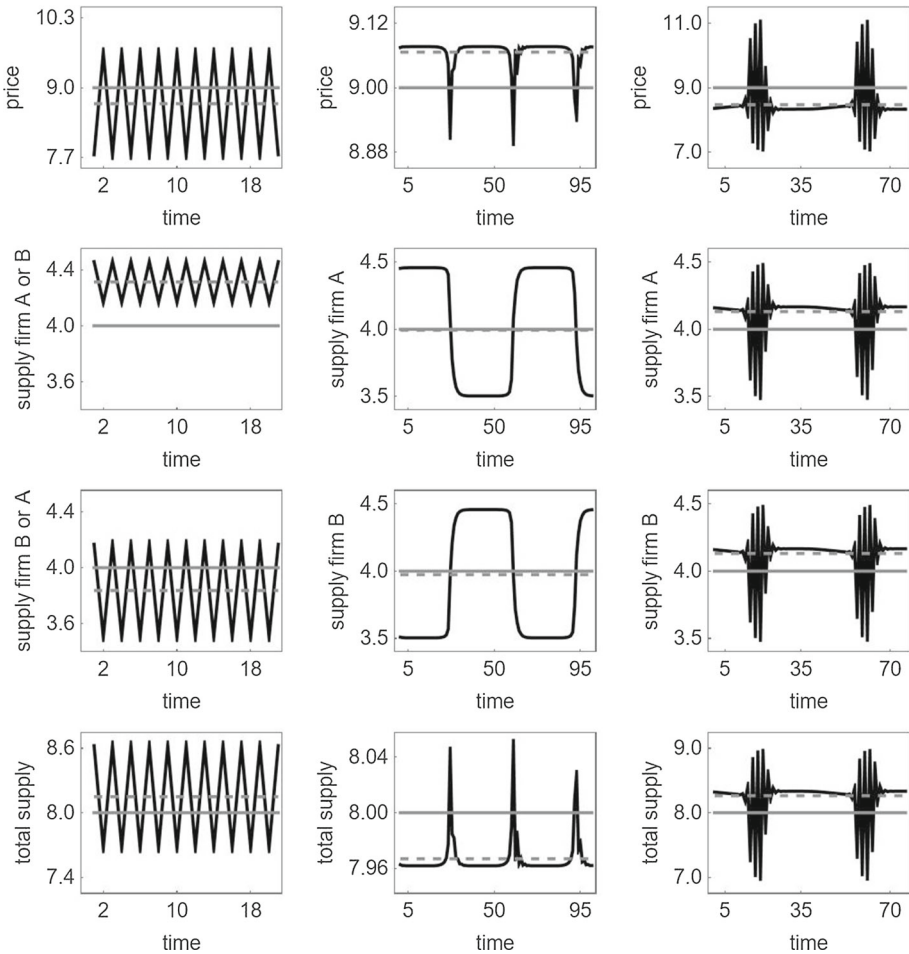 price
10.3
9.0
7.7
2 10 18
time
price
9.12
9.00
8.88
5 50 95
time
price
11.0
9.0
7.0
5 35 70
time
supply firm A or B
4.4
4.0
3.6
2 10 18
time
supply firm A
4.5
4.0
3.5
5 50 95
time
supply firm A
4.5
4.0
3.5
5 35 70
time
supply firm B or A
4.4
4.0
3.6
2 10 18
time
supply firm B
4.5
4.0
3.5
5 50 95
time
supply firm B
4.5
4.0
3.5
5 35 70
time
total supply
8.6
8.0
7.4
2 10 18
time
total supply
8.04
8.00
7.96
5 50 95
time
total supply
9.0
8.0
7.0
5 35 70
time